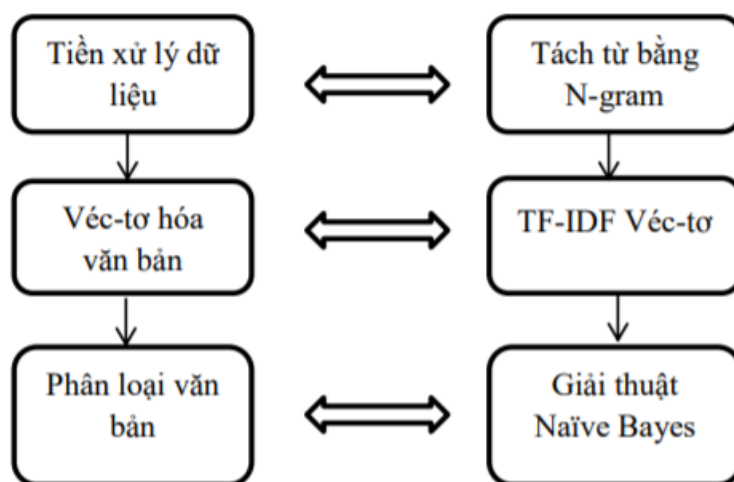 Tiền xử lý dữ
liệu
Tách từ bằng
N-gram
Véc-tơ hóa
văn bản
TF-IDF Véc-tơ
Phân loại văn
bản
Giải thuật
Naïve Bayes